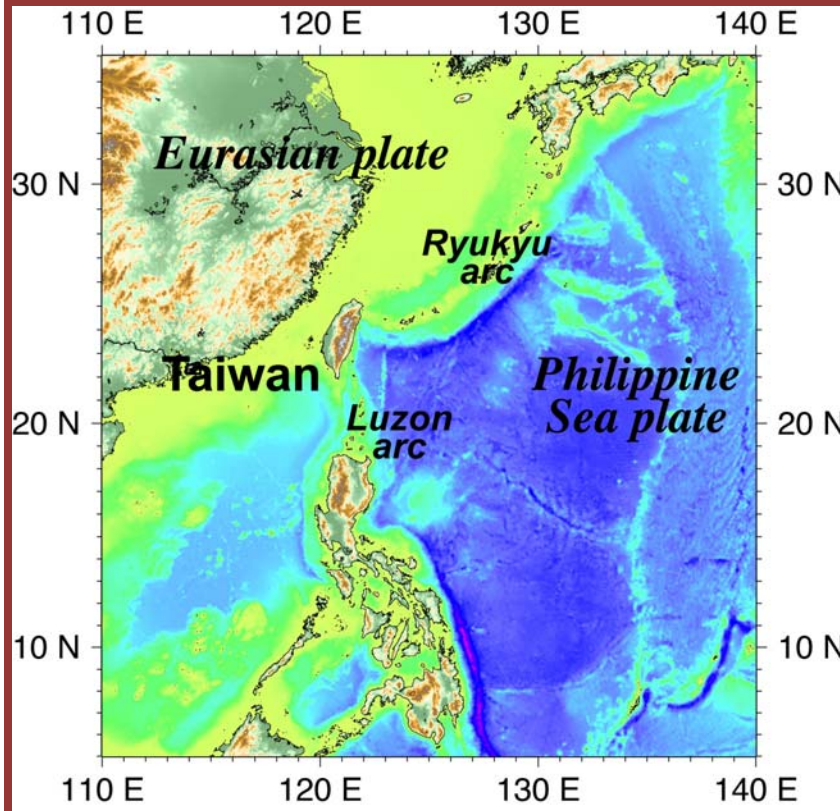 110 E 120 E 130 E 140 E
Eurasian plate
30 N 30 N
Ryukyu
arc
Taiwan
Philippine
Sea plate
20 N 20 N
Luzon
arc
10 N 10 N
110 E 120 E 130 E 140 E